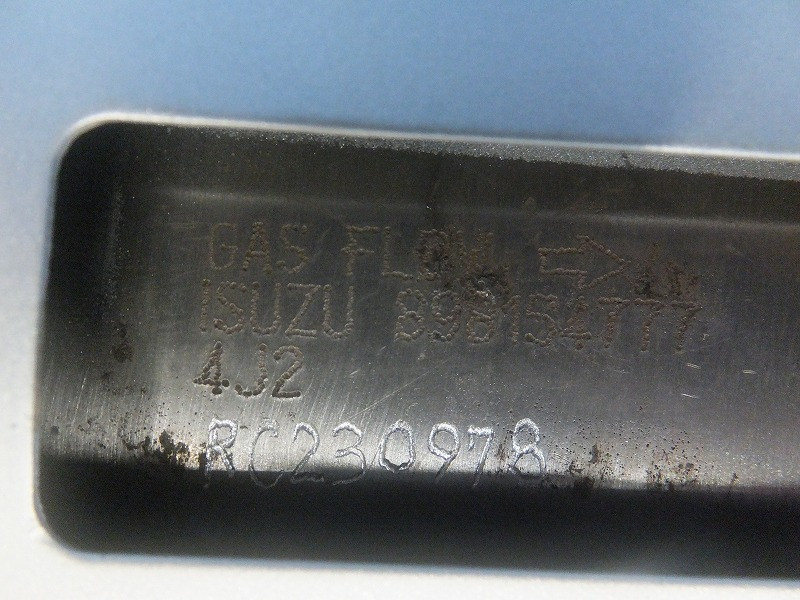 GAS FLOW ⇨
ISUZU 898154777
4J2
RC230978